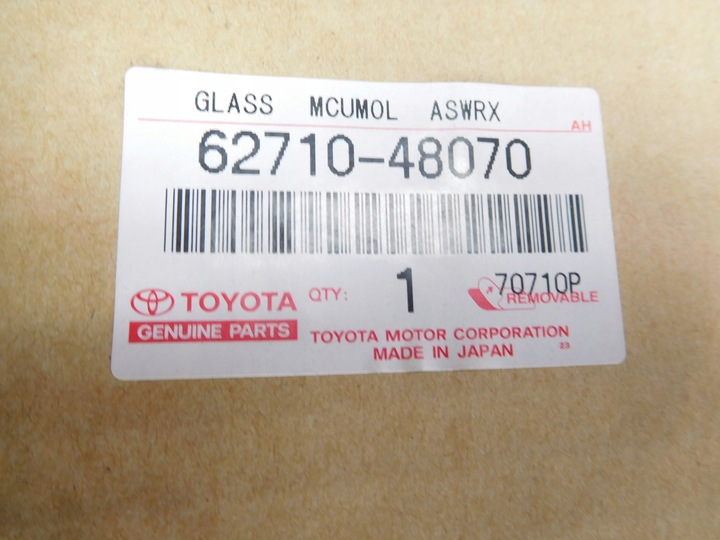 GLASS MCUMOL ASWRX
AH
62710-48070
TOYOTA QTY: 1 70710P
REMOVABLE
GENUINE PARTS
TOYOTA MOTOR CORPORATION
MADE IN JAPAN 23